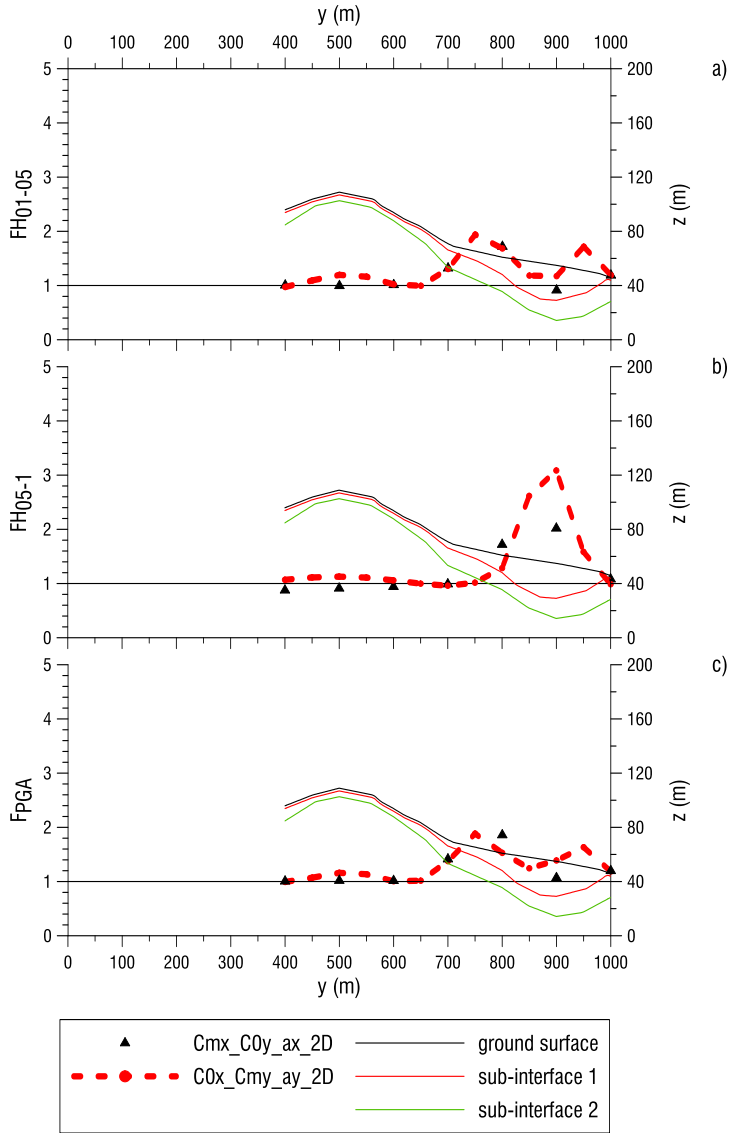 y (m)
0 100 200 300 400 500 600 700 800 900 1000
5 4 3 2 1 0
FH01-05
200 160 120 80 40 0
z (m)
a)
5 4 3 2 1 0
FH05-1
200 160 120 80 40 0
z (m)
b)
5 4 3 2 1 0
FPGA
200 160 120 80 40 0
z (m)
c)
0 100 200 300 400 500 600 700 800 900 1000
y (m)
Cmx_C0y_ax_2D
C0x_Cmy_ay_2D
ground surface
sub-interface 1
sub-interface 2